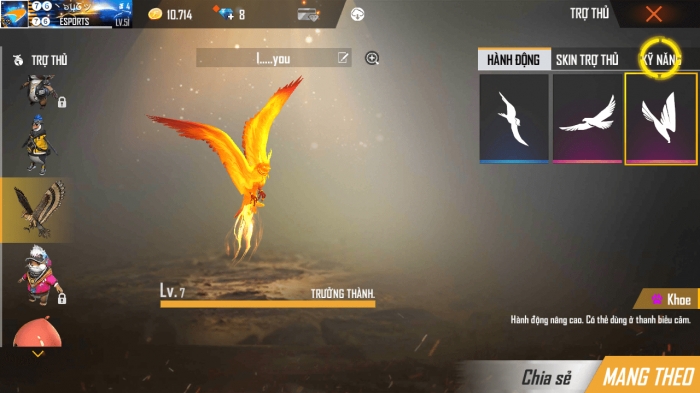 ESPORTS
LV.51
4
10.714
8
TRỢ THỦ
TRỢ THỦ
I....you
HÀNH ĐỘNG
SKIN TRỢ THỦ
KỸ NĂNG
Lv. 7
TRƯỞNG THÀNH.
Khoe
Hành động nâng cao. Có thể dùng ở thanh biểu cảm.
Chia sẻ
MANG THEO